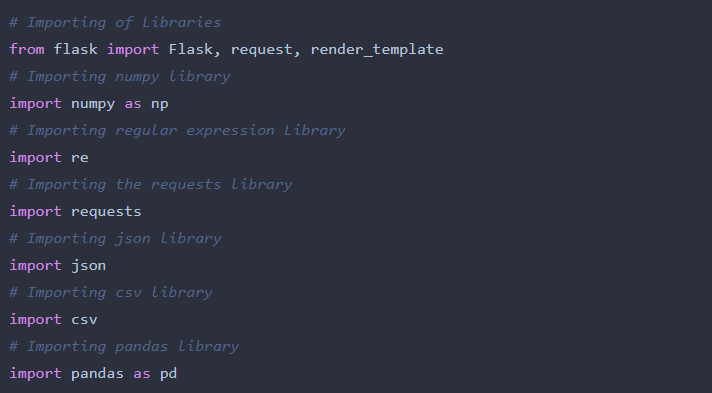 # Importing of Libraries
from flask import Flask, request, render_template
# Importing numpy library
import numpy as np
# Importing regular expression Library
import re
# Importing the requests library
import requests
# Importing json library
import json
# Importing csv library
import csv
# Importing pandas library
import pandas as pd